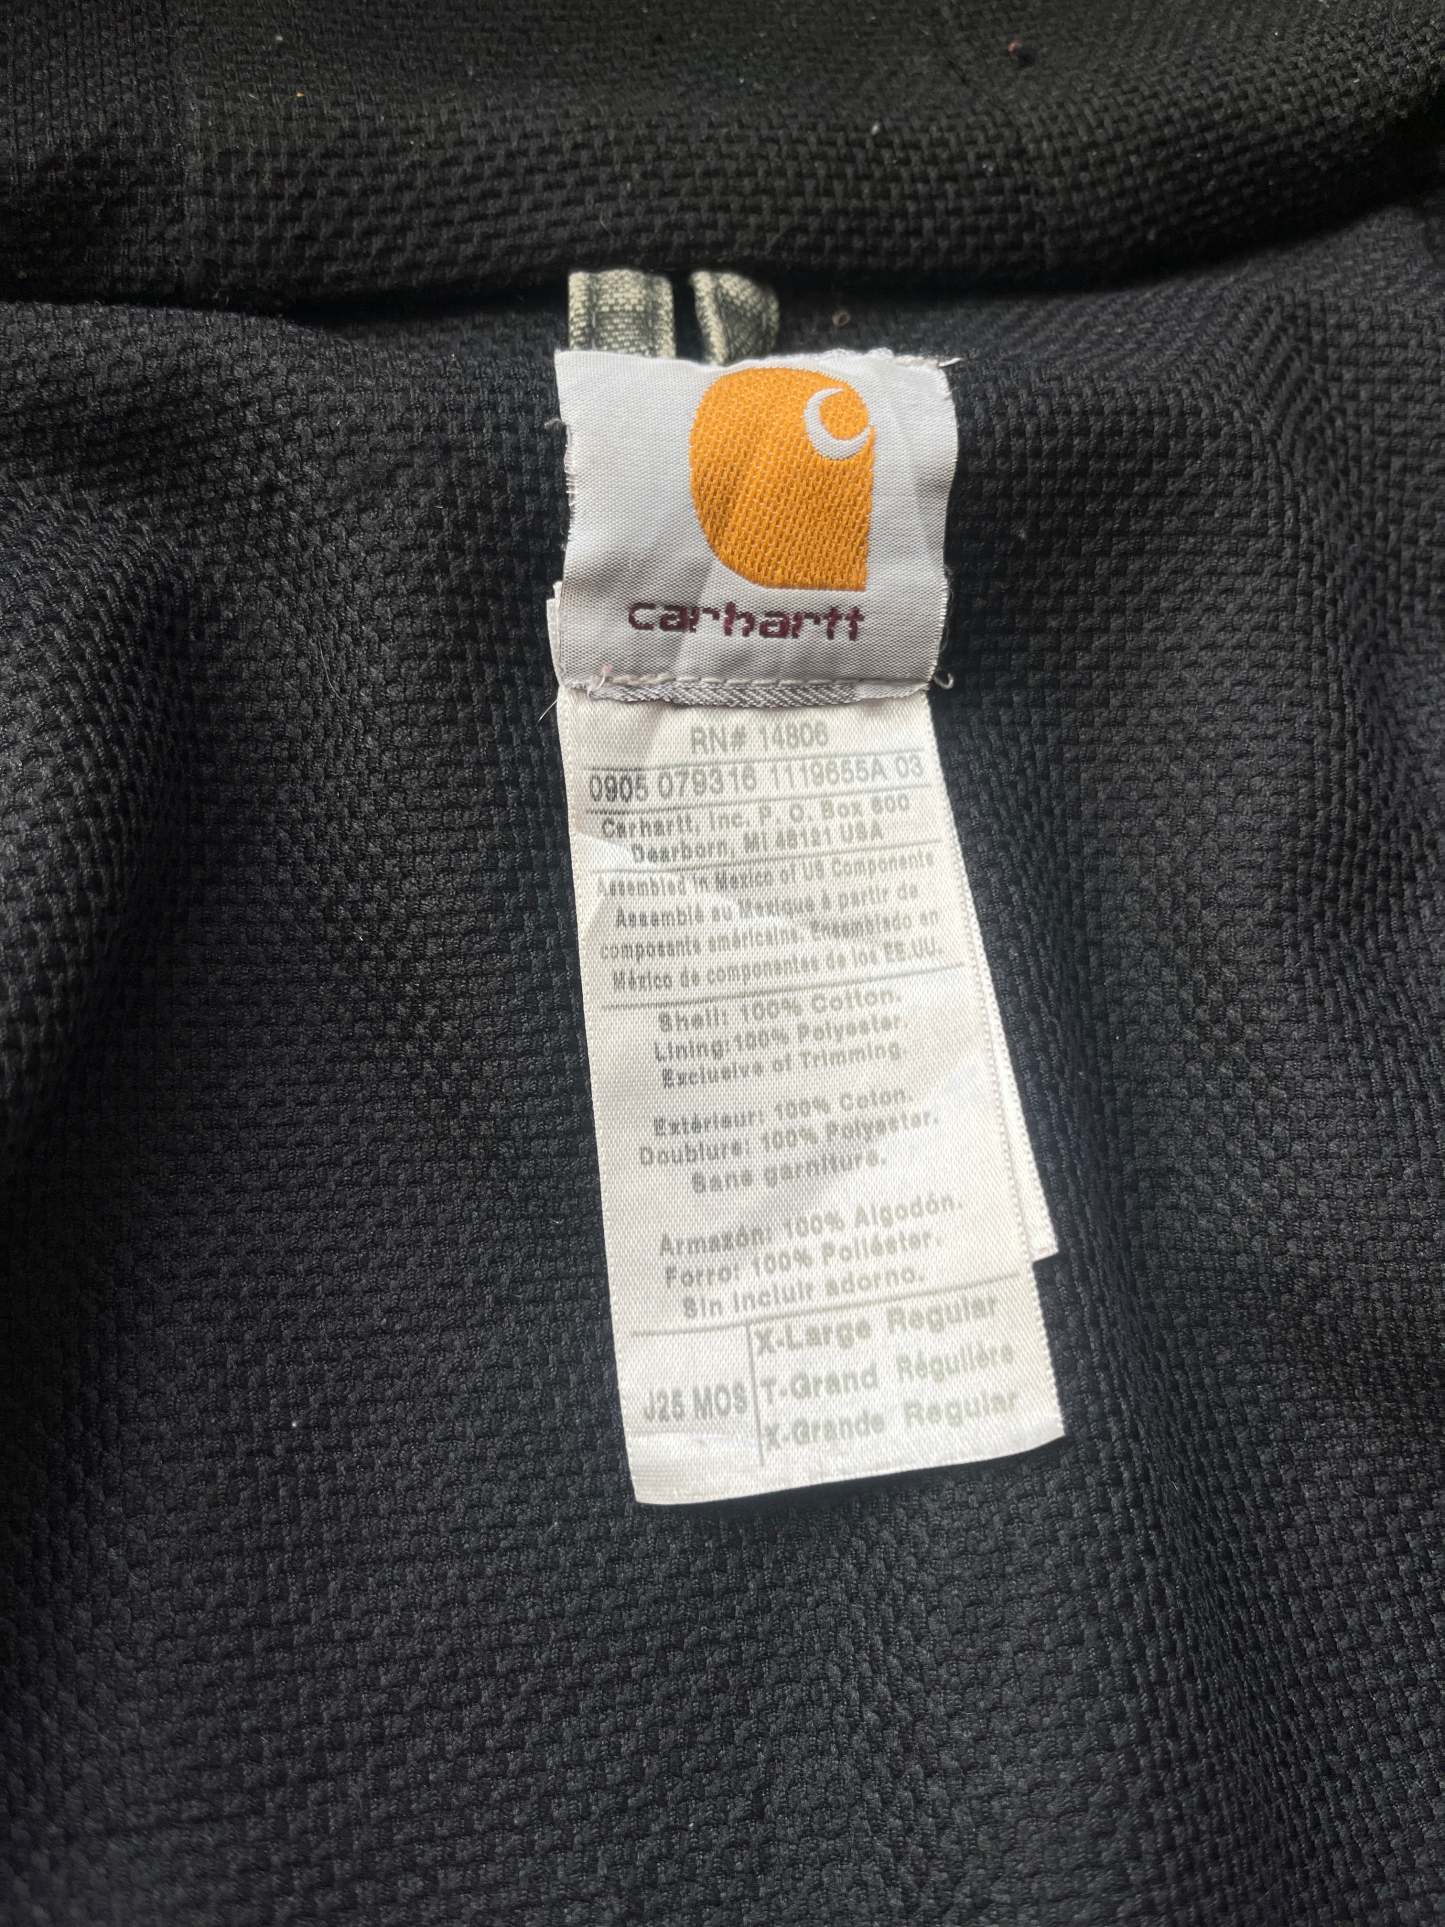 carhartt
RN# 14806
0905 079316 1119655A 03
Carhartt, Inc. P. O. Box 600
Dearborn, MI 48121 USA
Assembled in Mexico of US Components
Assemblé au Mexique à partir de
composants américains. Ensamblado en
México de componentes de los EE.UU.
Shell: 100% Cotton.
Lining:100% Polyester.
Exclusive of Trimming.
Extérieur: 100% Coton.
Doublure: 100% Polyester.
Sans garniture.
Armazón: 100% Algodón.
Forro: 100% Poliéster.
Sin incluir adorno.
J25 MOS
X-Large Regular
T-Grand Régulière
X-Grande Regular